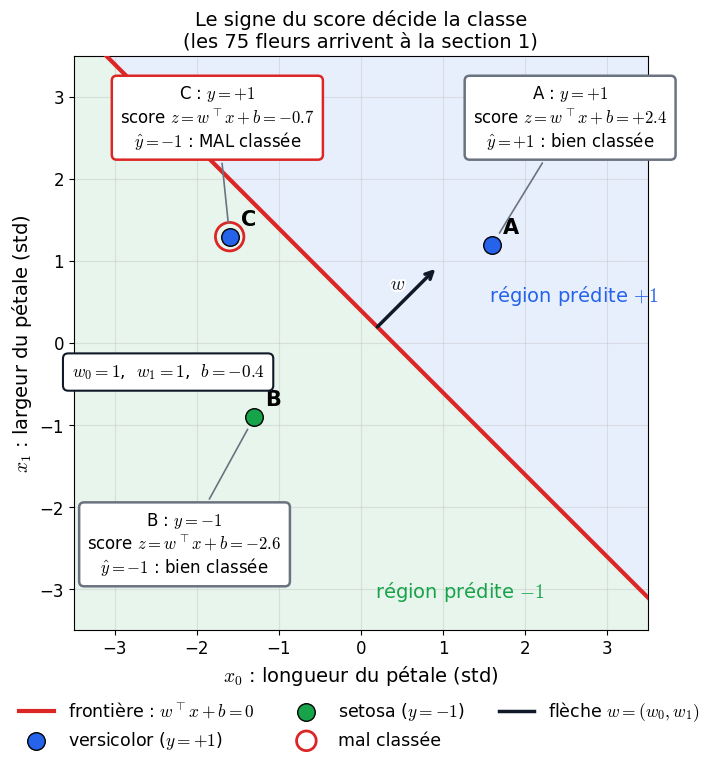 Le signe du score décide la classe
(les 75 fleurs arrivent à la section 1)
C : y = +1
score z = w⊤x + b = −0.7
ŷ = −1 : MAL classée
A : y = +1
score z = w⊤x + b = +2.4
ŷ = +1 : bien classée
C
A
w
région prédite +1
w₀ = 1, w₁ = 1, b = −0.4
B
B : y = −1
score z = w⊤x + b = −2.6
ŷ = −1 : bien classée
région prédite −1
3
2
1
0
−1
−2
−3
x₁ : largeur du pétale (std)
−3 −2 −1 0 1 2 3
x₀ : longueur du pétale (std)
frontière : w⊤x + b = 0
versicolor (y = +1)
setosa (y = −1)
mal classée
flèche w = (w₀, w₁)